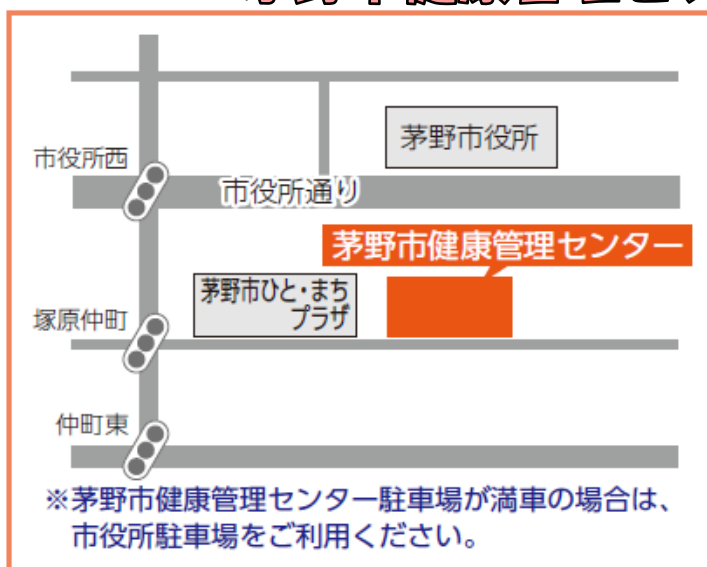 茅野市役所
市役所西
市役所通り
茅野市健康管理センター
茅野市ひと・まち
プラザ
塚原仲町
仲町東
※茅野市健康管理センター駐車場が満車の場合は、
市役所駐車場をご利用ください。